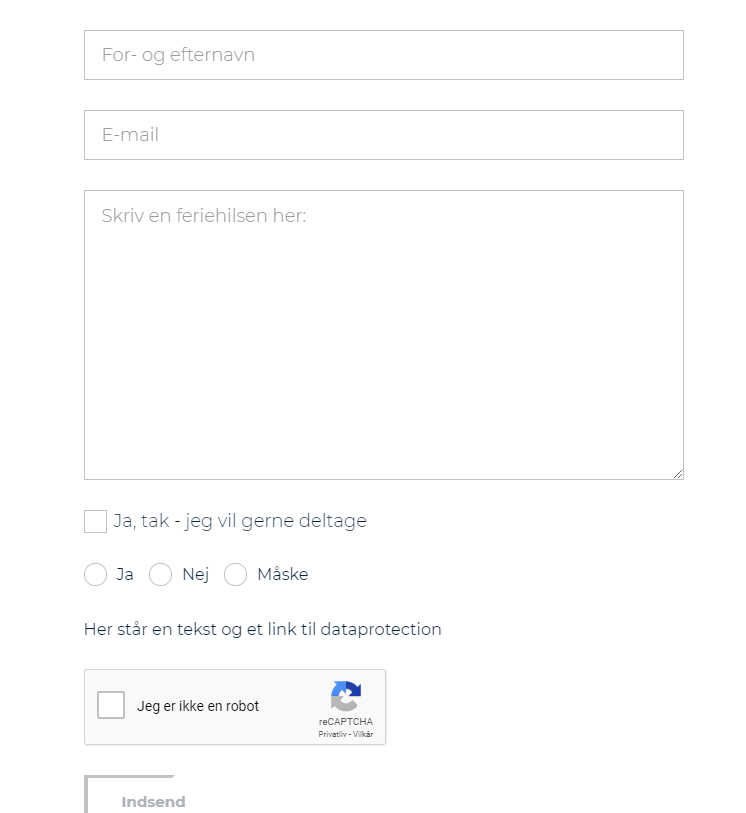 For- og efternavn
E-mail
Skriv en feriehilsen her:
Ja, tak - jeg vil gerne deltage
Ja Nej Måske
Her står en tekst og et link til dataprotection
Jeg er ikke en robot
reCAPTCHA
Privatliv - Vilkår
Indsend